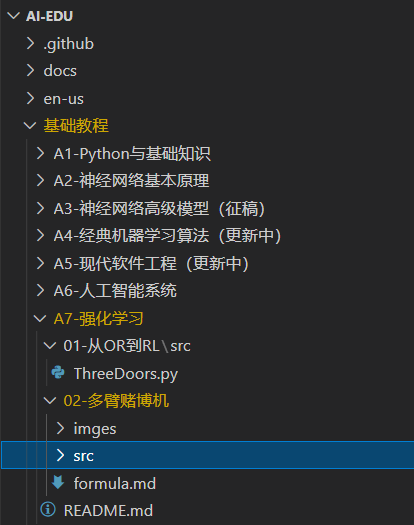 AI-EDU
.github
docs
en-us
基础教程
A1-Python与基础知识
A2-神经网络基本原理
A3-神经网络高级模型（征稿）
A4-经典机器学习算法（更新中）
A5-现代软件工程（更新中）
A6-人工智能系统
A7-强化学习
01-从OR到RL\src
ThreeDoors.py
02-多臂赌博机
imges
src
formula.md
README.md